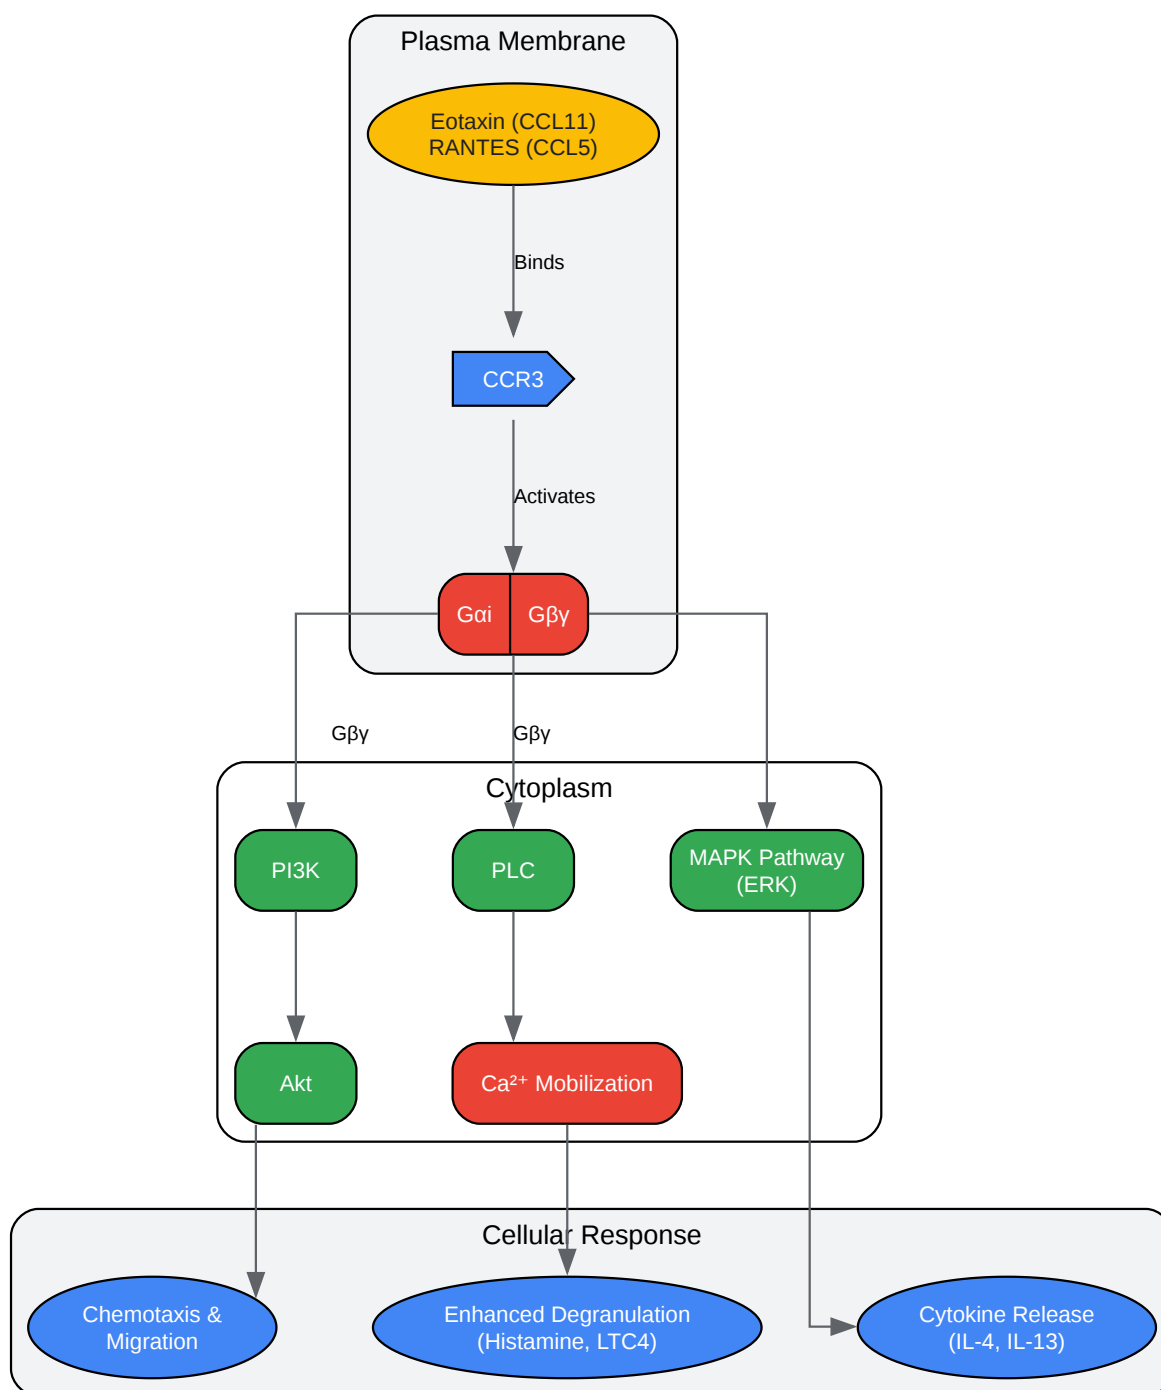 Plasma Membrane
Eotaxin (CCL11)
RANTES (CCL5)
Binds
CCR3
Activates
Gαi
Gβγ
Gβγ
Gβγ
Cytoplasm
PI3K
PLC
MAPK Pathway
(ERK)
Akt
Ca²⁺ Mobilization
Cellular Response
Chemotaxis &
Migration
Enhanced Degranulation
(Histamine, LTC4)
Cytokine Release
(IL-4, IL-13)